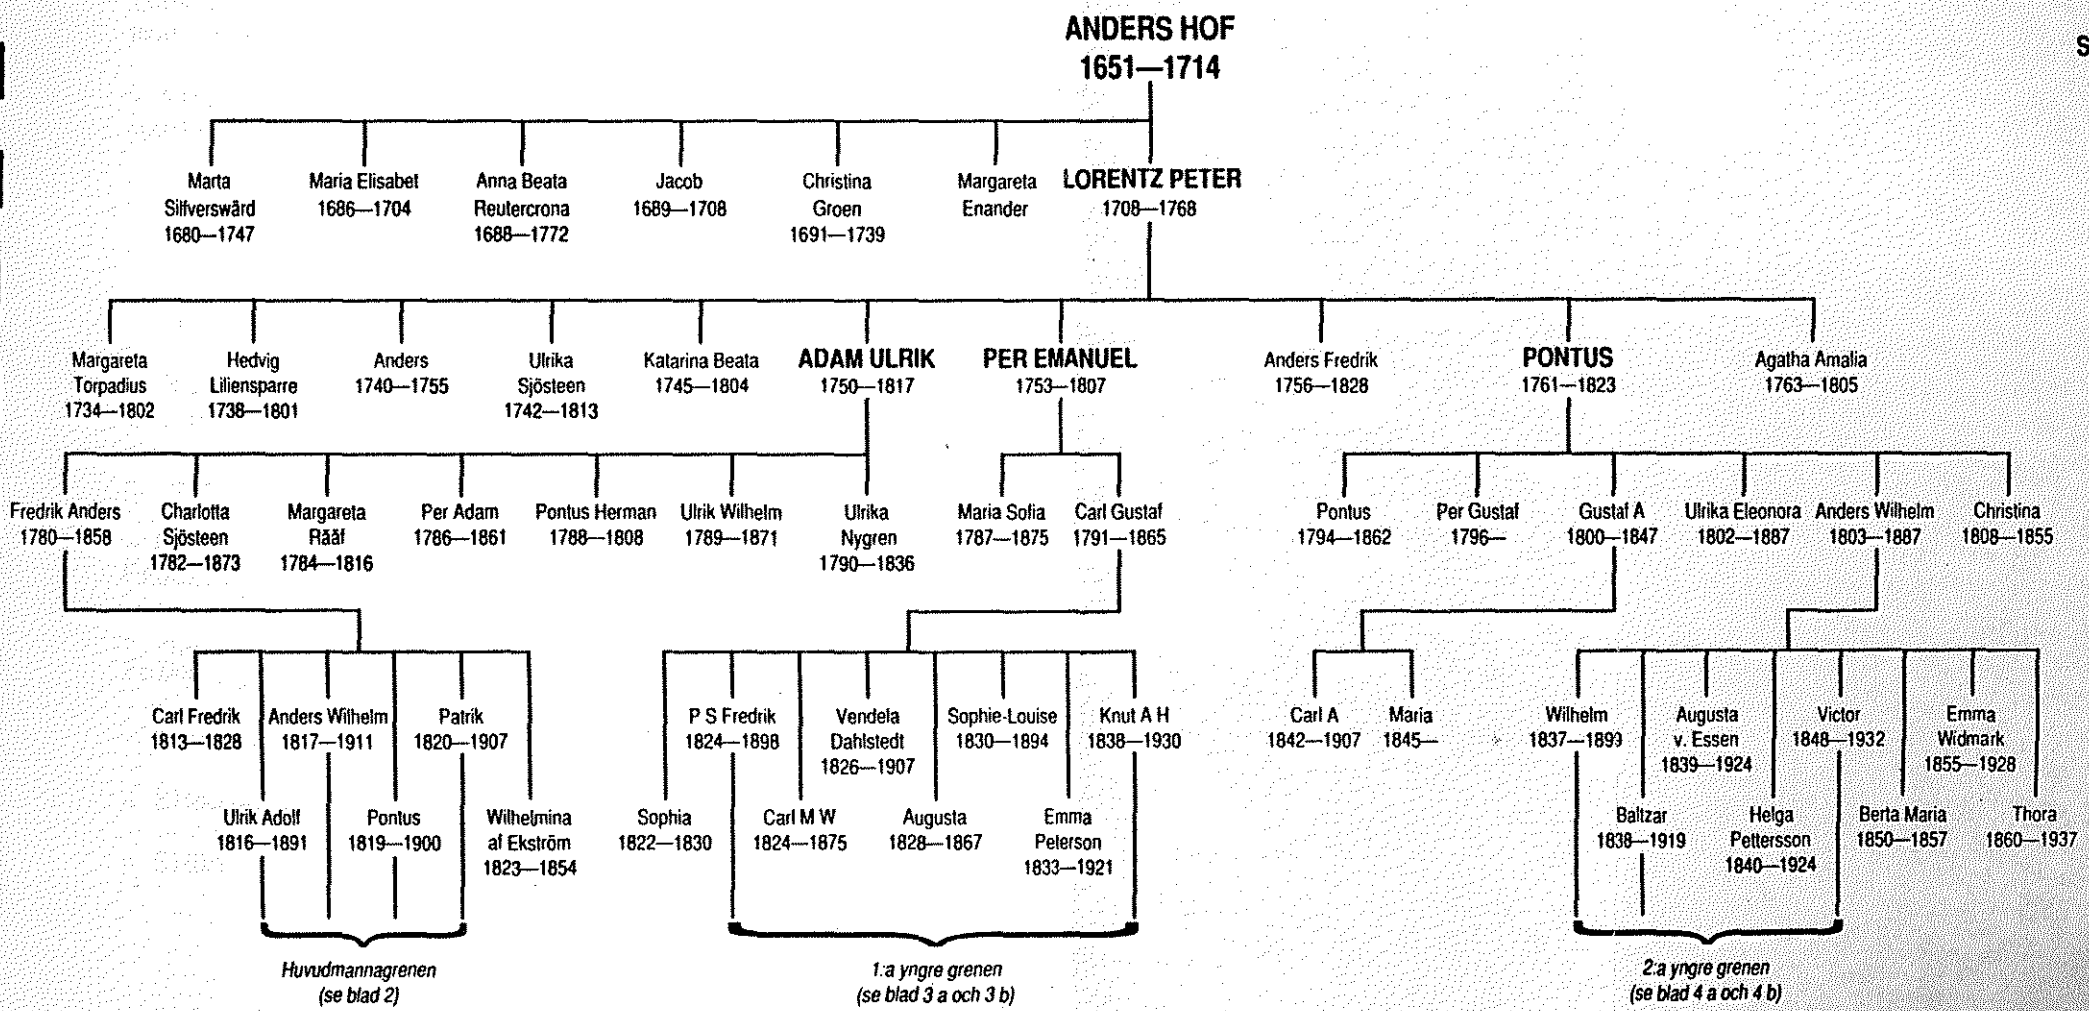 ANDERS HOF
1651—1714
S
Marta
Silfverswärd
1680—1747
Maria Elisabet
1686—1704
Anna Beata
Reutercrona
1688—1772
Jacob
1689—1708
Christina
Groen
1691—1739
Margareta
Enander
LORENTZ PETER
1708—1768
Margareta
Torpadius
1734—1802
Hedvig
Liliensparre
1738—1801
Anders
1740—1755
Ulrika
Sjösteen
1742—1813
Katarina Beata
1745—1804
ADAM ULRIK
1750—1817
PER EMANUEL
1753—1807
Anders Fredrik
1756—1828
PONTUS
1761—1823
Agatha Amalia
1763—1805
Fredrik Anders
1780—1858
Charlotta
Sjösteen
1782—1873
Margareta
Rääf
1784—1816
Per Adam
1786—1861
Pontus Herman
1788—1808
Ulrik Wilhelm
1789—1871
Ulrika
Nygren
1790—1836
Maria Sofia
1787—1875
Carl Gustaf
1791—1865
Pontus
1794—1862
Per Gustaf
1796—
Gustaf A
1800—1847
Ulrika Eleonora
1802—1887
Anders Wilhelm
1803—1887
Christina
1808—1855
Carl Fredrik
1813—1828
Anders Wilhelm
1817—1911
Patrik
1820—1907
P S Fredrik
1824—1898
Vendela
Dahlstedt
1826—1907
Sophie-Louise
1830—1894
Knut A H
1838—1930
Carl A
1842—1907
Maria
1845—
Wilhelm
1837—1899
Augusta
v. Essen
1839—1924
Victor
1848—1932
Emma
Widmark
1855—1928
Ulrik Adolf
1816—1891
Pontus
1819—1900
Wilhelmina
af Ekström
1823—1854
Sophia
1822—1830
Carl M W
1824—1875
Augusta
1828—1867
Emma
Peterson
1833—1921
Baltzar
1838—1919
Helga
Pettersson
1840—1924
Berta Maria
1850—1857
Thora
1860—1937
Huvudmannagrenen
(se blad 2)
1:a yngre grenen
(se blad 3 a och 3 b)
2:a yngre grenen
(se blad 4 a och 4 b)